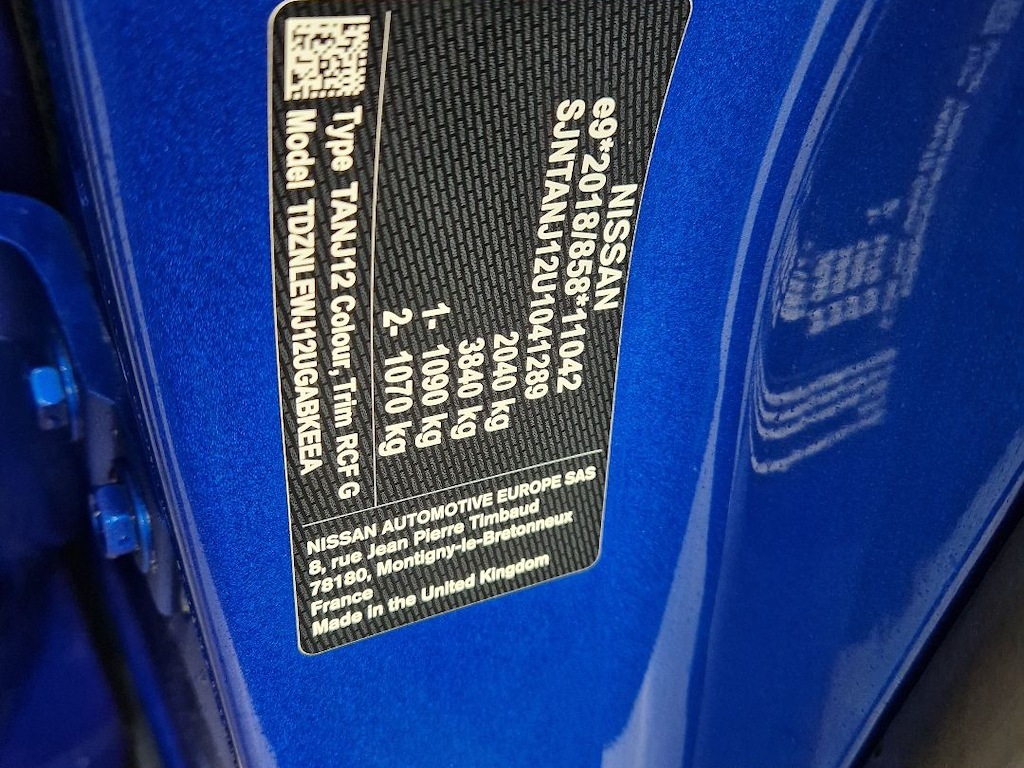 NISSAN
e9*2018/858*11042
SJNTANJ12U1041289
2040 kg
3840 kg
1- 1090 kg
2- 1070 kg
Type TANJ12 Colour,Trim RCF G
Model TDZNLEWJ12UGABKEEA
NISSAN AUTOMOTIVE EUROPE SAS
8, rue Jean Pierre Timbaud
78180, Montigny-le-Bretonneux
France
Made in the United Kingdom